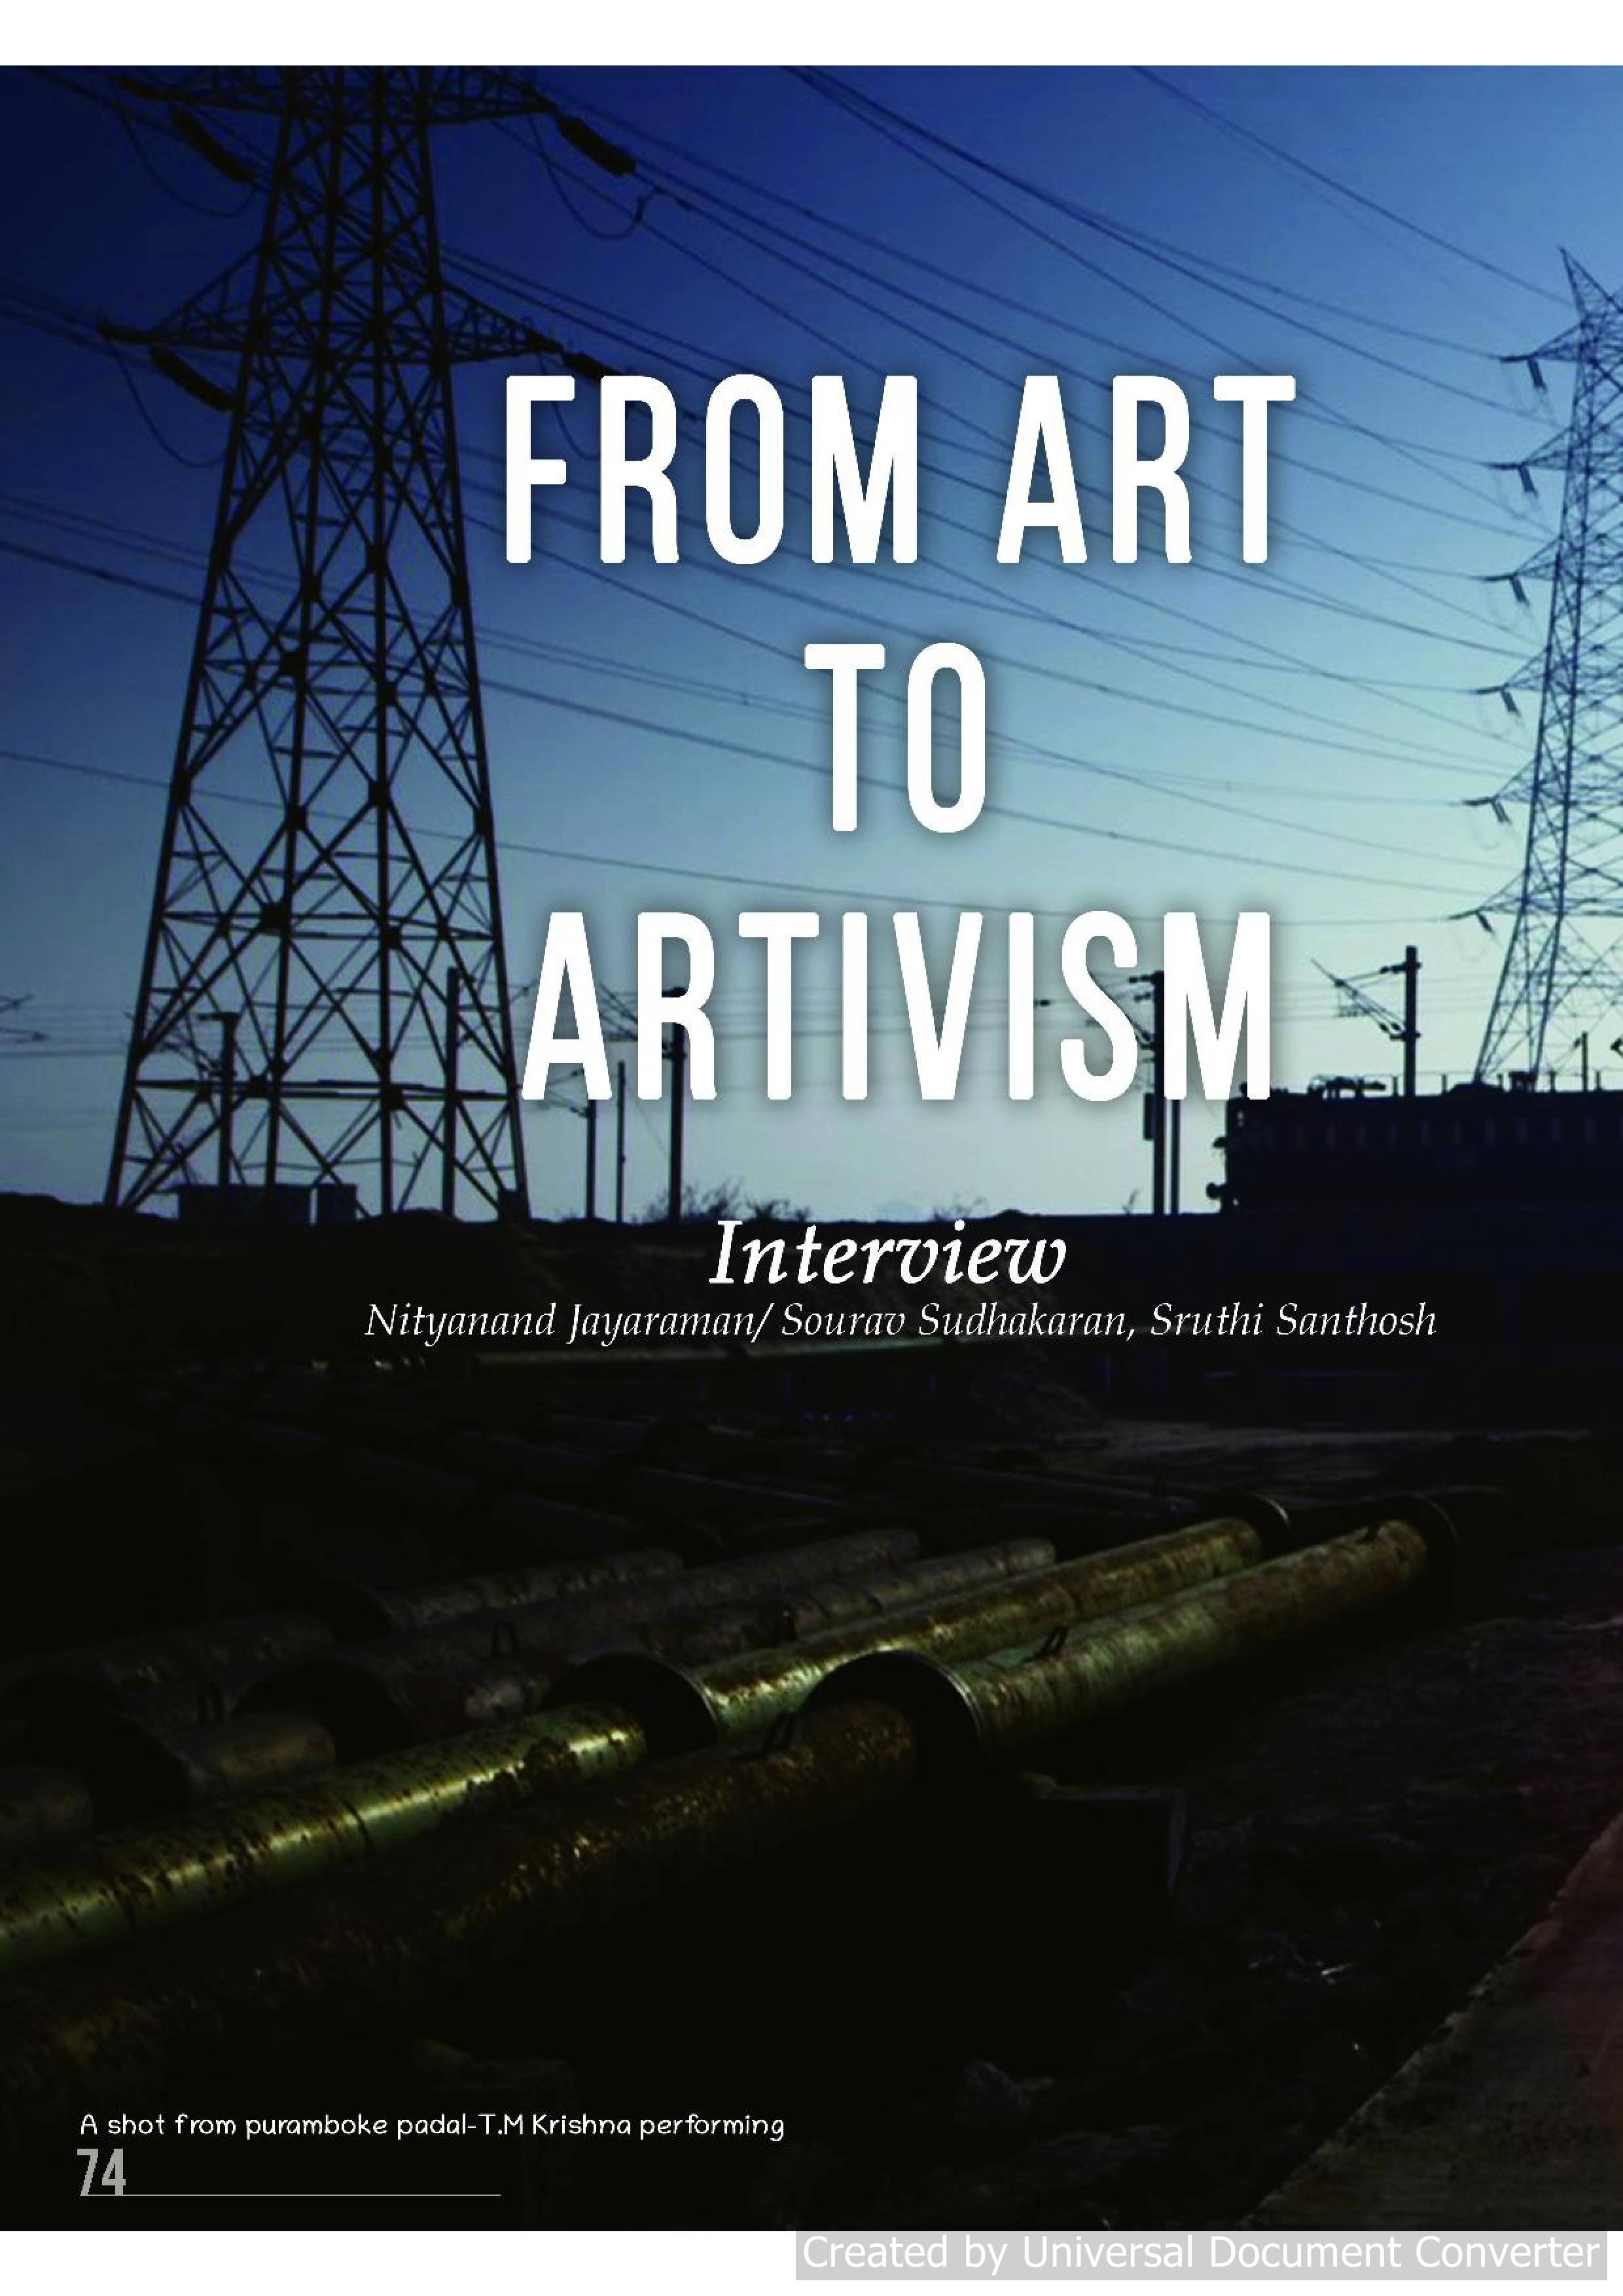 FROM ART
TO
ARTIVISM
Interview
Nityanand Jayaraman/ Sourav Sudhakaran, Sruthi Santhosh
A shot from puramboke padal-T.M Krishna performing
74
Created by Universal Document Converter